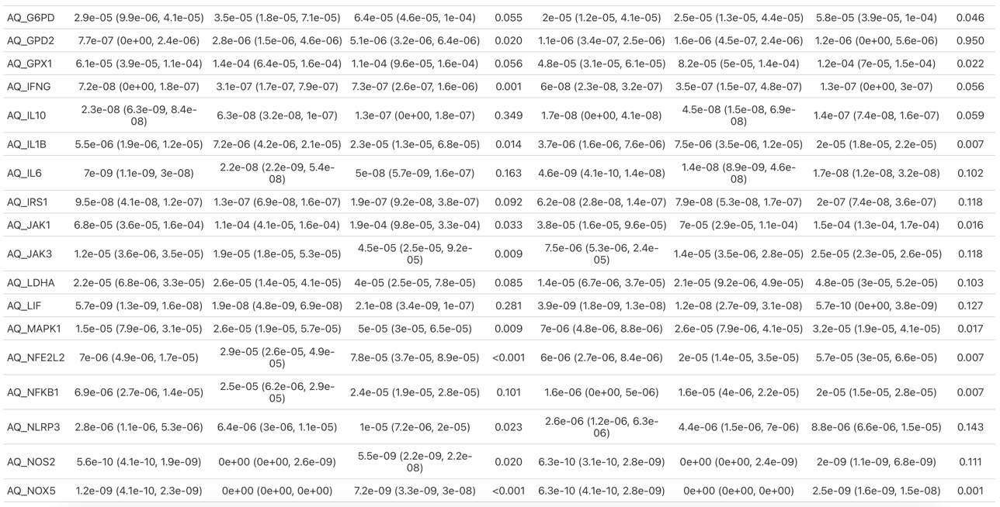 AQ_G6PD 2.9e-05 (9.9e-06, 4.1e-05) 3.5e-05 (1.8e-05, 7.1e-05) 6.4e-05 (4.6e-05, 1e-04) 0.055 2e-05 (1.2e-05, 4.1e-05) 2.5e-05 (1.3e-05, 4.4e-05) 5.8e-05 (3.9e-05, 1e-04) 0.046
AQ_GPD2 7.7e-07 (0e+00, 2.4e-06) 2.8e-06 (1.5e-06, 4.6e-06) 5.1e-06 (3.2e-06, 6.4e-06) 0.020 1.1e-06 (3.4e-07, 2.5e-06) 1.6e-06 (4.5e-07, 2.4e-06) 1.2e-06 (0e+00, 5.6e-06) 0.950
AQ_GPX1 6.1e-05 (3.9e-05, 1.1e-04) 1.4e-04 (6.4e-05, 1.6e-04) 1.1e-04 (9.6e-05, 1.6e-04) 0.056 4.8e-05 (3.1e-05, 6.1e-05) 8.2e-05 (5e-05, 1.4e-04) 1.2e-04 (7e-05, 1.5e-04) 0.022
AQ_IFNG 7.2e-08 (0e+00, 1.8e-07) 3.1e-07 (1.7e-07, 7.9e-07) 7.3e-07 (2.6e-07, 1.6e-06) 0.001 6e-08 (2.3e-08, 3.2e-07) 3.5e-07 (1.5e-07, 4.8e-07) 1.3e-07 (0e+00, 3e-07) 0.056
AQ_IL10 2.3e-08 (6.3e-09, 8.4e-08) 6.3e-08 (3.2e-08, 1e-07) 1.3e-07 (0e+00, 1.8e-07) 0.349 1.7e-08 (0e+00, 4.1e-08) 4.5e-08 (1.5e-08, 6.9e-08) 1.4e-07 (7.4e-08, 1.6e-07) 0.059
AQ_IL1B 5.5e-06 (1.9e-06, 1.2e-05) 7.2e-06 (4.2e-06, 2.1e-05) 2.3e-05 (1.3e-05, 6.8e-05) 0.014 3.7e-06 (1.6e-06, 7.6e-06) 7.5e-06 (3.5e-06, 1.2e-05) 2e-05 (1.8e-05, 2.2e-05) 0.007
AQ_IL6 7e-09 (1.1e-09, 3e-08) 2.2e-08 (2.2e-09, 5.4e-08) 5e-08 (5.7e-09, 1.6e-07) 0.163 4.6e-09 (4.1e-10, 1.4e-08) 1.4e-08 (8.9e-09, 4.6e-08) 1.7e-08 (1.2e-08, 3.2e-08) 0.102
AQ_IRS1 9.5e-08 (4.1e-08, 1.2e-07) 1.3e-07 (6.9e-08, 1.6e-07) 1.9e-07 (9.2e-08, 3.8e-07) 0.092 6.2e-08 (2.8e-08, 1.4e-07) 7.9e-08 (5.3e-08, 1.7e-07) 2e-07 (7.4e-08, 3.6e-07) 0.118
AQ_JAK1 6.8e-05 (3.6e-05, 1.6e-04) 1.1e-04 (4.1e-05, 1.6e-04) 1.9e-04 (9.8e-05, 3.3e-04) 0.033 3.8e-05 (1.6e-05, 9.6e-05) 7e-05 (2.9e-05, 1.1e-04) 1.5e-04 (1.3e-04, 1.7e-04) 0.016
AQ_JAK3 1.2e-05 (3.6e-06, 3.5e-05) 1.9e-05 (1.8e-05, 5.3e-05) 4.5e-05 (2.5e-05, 9.2e-05) 0.009 7.5e-06 (5.3e-06, 2.4e-05) 1.4e-05 (3.5e-06, 2.8e-05) 2.5e-05 (2.3e-05, 2.6e-05) 0.118
AQ_LDHA 2.2e-05 (6.8e-06, 3.3e-05) 2.6e-05 (1.4e-05, 4.1e-05) 4e-05 (2.5e-05, 7.8e-05) 0.085 1.4e-05 (6.7e-06, 3.7e-05) 2.1e-05 (9.2e-06, 4.9e-05) 4.8e-05 (3e-05, 5.2e-05) 0.103
AQ_LIF 5.7e-09 (1.3e-09, 1.6e-08) 1.9e-08 (4.8e-09, 6.9e-08) 2.1e-08 (3.4e-09, 1e-07) 0.281 3.9e-09 (1.8e-09, 1.3e-08) 1.2e-08 (2.7e-09, 3.1e-08) 5.7e-10 (0e+00, 3.8e-09) 0.127
AQ_MAPK1 1.5e-05 (7.9e-06, 3.1e-05) 2.6e-05 (1.9e-05, 5.7e-05) 5e-05 (3e-05, 6.5e-05) 0.009 7e-06 (4.8e-06, 8.8e-06) 2.6e-05 (7.9e-06, 4.1e-05) 3.2e-05 (1.9e-05, 4.1e-05) 0.017
AQ_NFE2L2 7e-06 (4.9e-06, 1.7e-05) 2.9e-05 (2.6e-05, 4.9e-05) 7.8e-05 (3.7e-05, 8.9e-05) <0.001 6e-06 (2.7e-06, 8.4e-06) 2e-05 (1.4e-05, 3.5e-05) 5.7e-05 (3e-05, 6.6e-05) 0.007
AQ_NFKB1 6.9e-06 (2.7e-06, 1.4e-05) 2.5e-05 (6.2e-06, 2.9e-05) 2.4e-05 (1.9e-05, 2.8e-05) 0.101 1.6e-06 (0e+00, 5e-06) 1.6e-05 (4e-06, 2.2e-05) 2e-05 (1.5e-05, 2.8e-05) 0.007
AQ_NLRP3 2.8e-06 (1.1e-06, 5.3e-06) 6.4e-06 (3e-06, 1.1e-05) 1e-05 (7.2e-06, 2e-05) 0.023 2.6e-06 (1.2e-06, 6.3e-06) 4.4e-06 (1.5e-06, 7e-06) 8.8e-06 (6.6e-06, 1.5e-05) 0.143
AQ_NOS2 5.6e-10 (4.1e-10, 1.9e-09) 0e+00 (0e+00, 2.6e-09) 5.5e-09 (2.2e-09, 2.2e-08) 0.020 6.3e-10 (3.1e-10, 2.8e-09) 0e+00 (0e+00, 2.4e-09) 2e-09 (1.1e-09, 6.8e-09) 0.111
AQ_NOX5 1.2e-09 (4.1e-10, 2.3e-09) 0e+00 (0e+00, 0e+00) 7.2e-09 (3.3e-09, 3e-08) <0.001 6.3e-10 (4.1e-10, 2.8e-09) 0e+00 (0e+00, 0e+00) 2.5e-09 (1.6e-09, 1.5e-08) 0.001